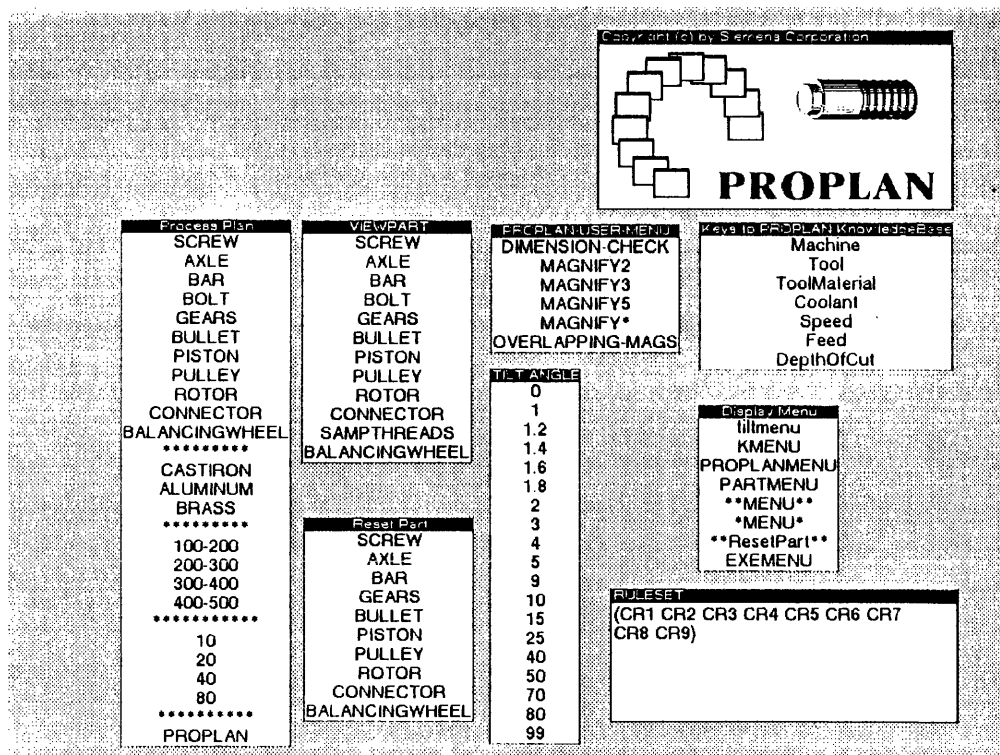 Copyright (c) by Siemens Corporation
PROPLAN
Process Plan
SCREW
AXLE
BAR
BOLT
GEARS
BULLET
PISTON
PULLEY
ROTOR
CONNECTOR
BALANCINGWHEEL
*********
CASTIRON
ALUMINUM
BRASS
*********
100-200
200-300
300-400
400-500
***********
10
20
40
80
**********
PROPLAN
VIEWPART
SCREW
AXLE
BAR
BOLT
GEARS
BULLET
PISTON
PULLEY
ROTOR
CONNECTOR
SAMPTHREADS
BALANCINGWHEEL
Reset Part
SCREW
AXLE
BAR
GEARS
BULLET
PISTON
PULLEY
ROTOR
CONNECTOR
BALANCINGWHEEL
PROPLAN-USER-MENU
DIMENSION-CHECK
MAGNIFY2
MAGNIFY3
MAGNIFY5
MAGNIFY*
OVERLAPPING-MAGS
TILT ANGLE
0
1
1.2
1.4
1.6
1.8
2
3
4
5
9
10
15
25
40
50
70
80
99
Keys to PROPLAN KnowledgeBase
Machine
Tool
ToolMaterial
Coolant
Speed
Feed
DepthOfCut
Display Menu
tiltmenu
KMENU
PROPLANMENU
PARTMENU
**MENU**
*MENU*
**ResetPart**
EXEMENU
RULESET
(CR1 CR2 CR3 CR4 CR5 CR6 CR7
CR8 CR9)